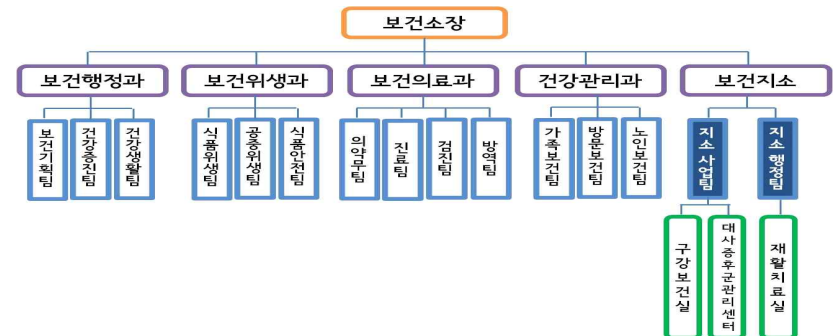 보건소장
보건행정과
보건위생과
보건의료과
건강관리과
보건지소
보건기획팀
건강증진팀
건강생활팀
식품위생팀
공중위생팀
식품안전팀
의약무팀
진료팀
검진팀
방역팀
가족보건팀
방문보건팀
노인보건팀
지소 사업팀
지소 행정팀
구강보건실
대사증후군관리센터
재활치료실